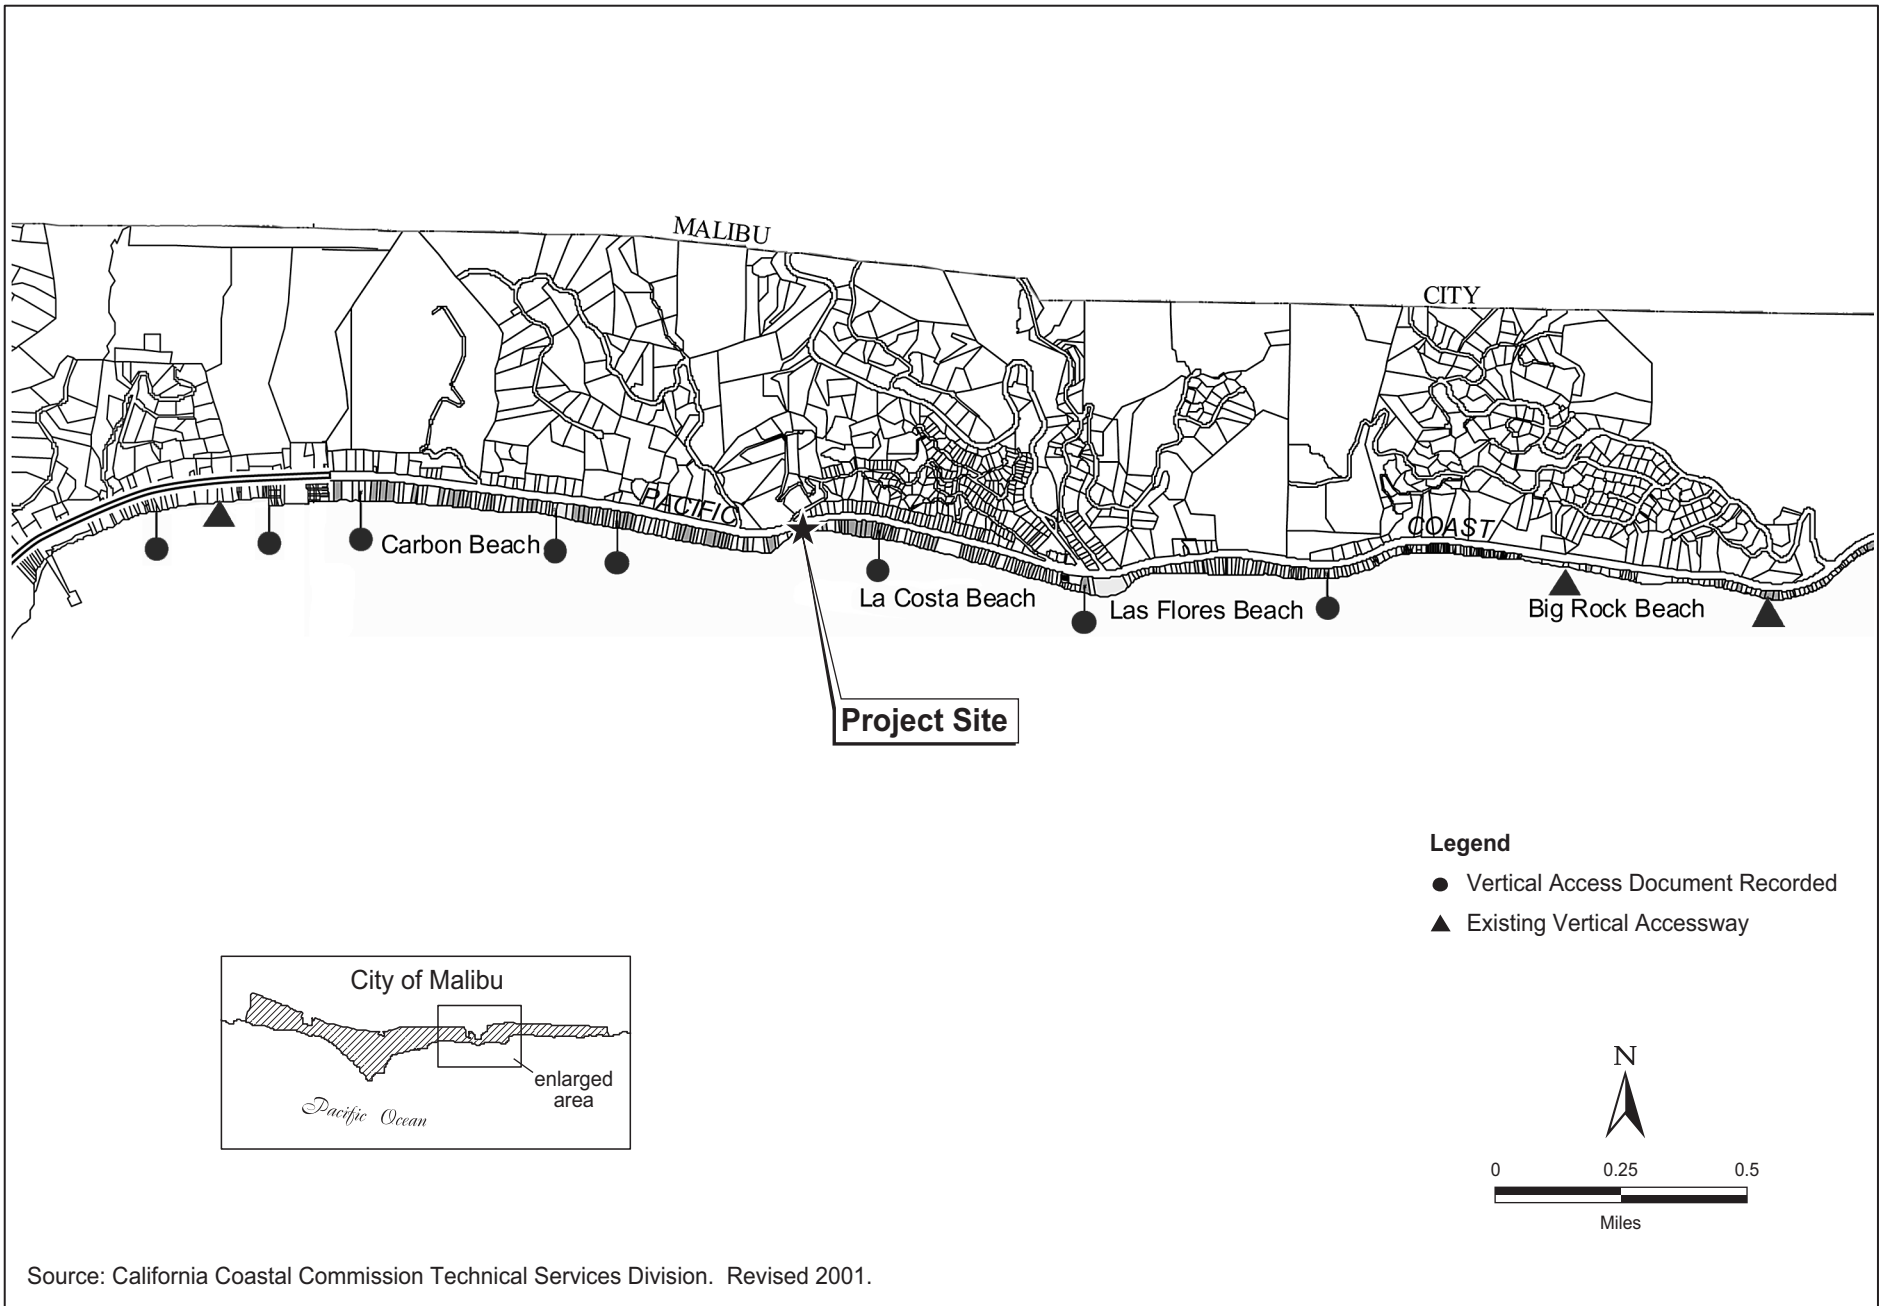 MALIBU
CITY
PACIFIC
COAST
Carbon Beach
La Costa Beach
Las Flores Beach
Big Rock Beach
Project Site
Legend
Vertical Access Document Recorded
Existing Vertical Accessway
City of Malibu
enlarged
area
Pacific Ocean
N
0 0.25 0.5
Miles
Source: California Coastal Commission Technical Services Division. Revised 2001.